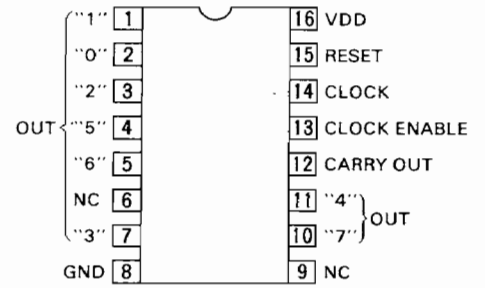 "1" 1 16 VDD
"0" 2 15 RESET
"2" 3 14 CLOCK
OUT "5" 4 13 CLOCK ENABLE
"6" 5 12 CARRY OUT
NC 6 11 "4"
OUT
"3" 7 10 "7"
GND 8 9 NC